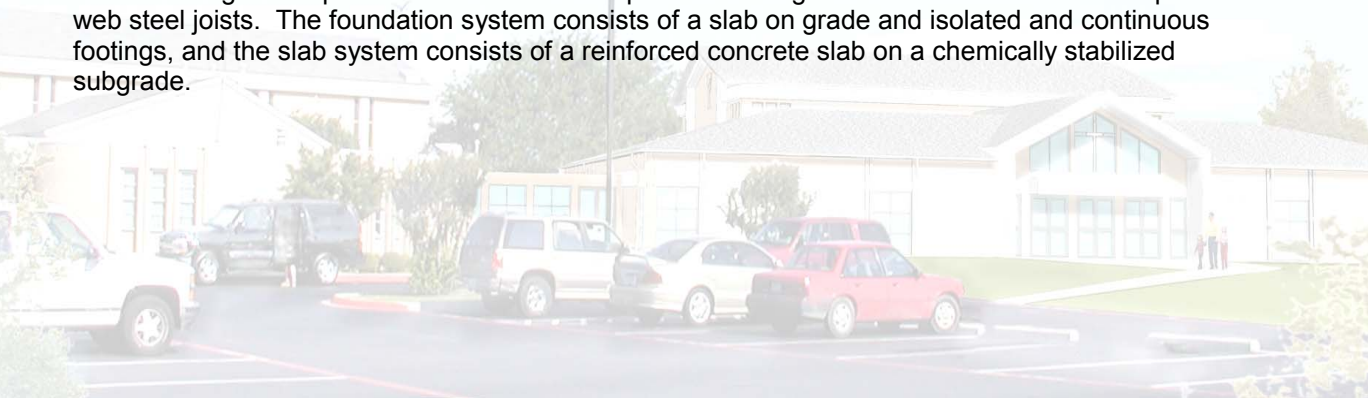 web steel joists.  The foundation system consists of a slab on grade and isolated and continuous
footings, and the slab system consists of a reinforced concrete slab on a chemically stabilized
subgrade.